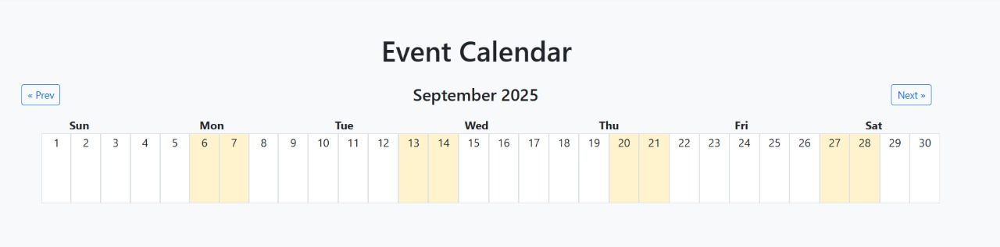 Event Calendar
« Prev September 2025 Next »
Sun Mon Tue Wed Thu Fri Sat
1 2 3 4 5 6 7 8 9 10 11 12 13 14 15 16 17 18 19 20 21 22 23 24 25 26 27 28 29 30